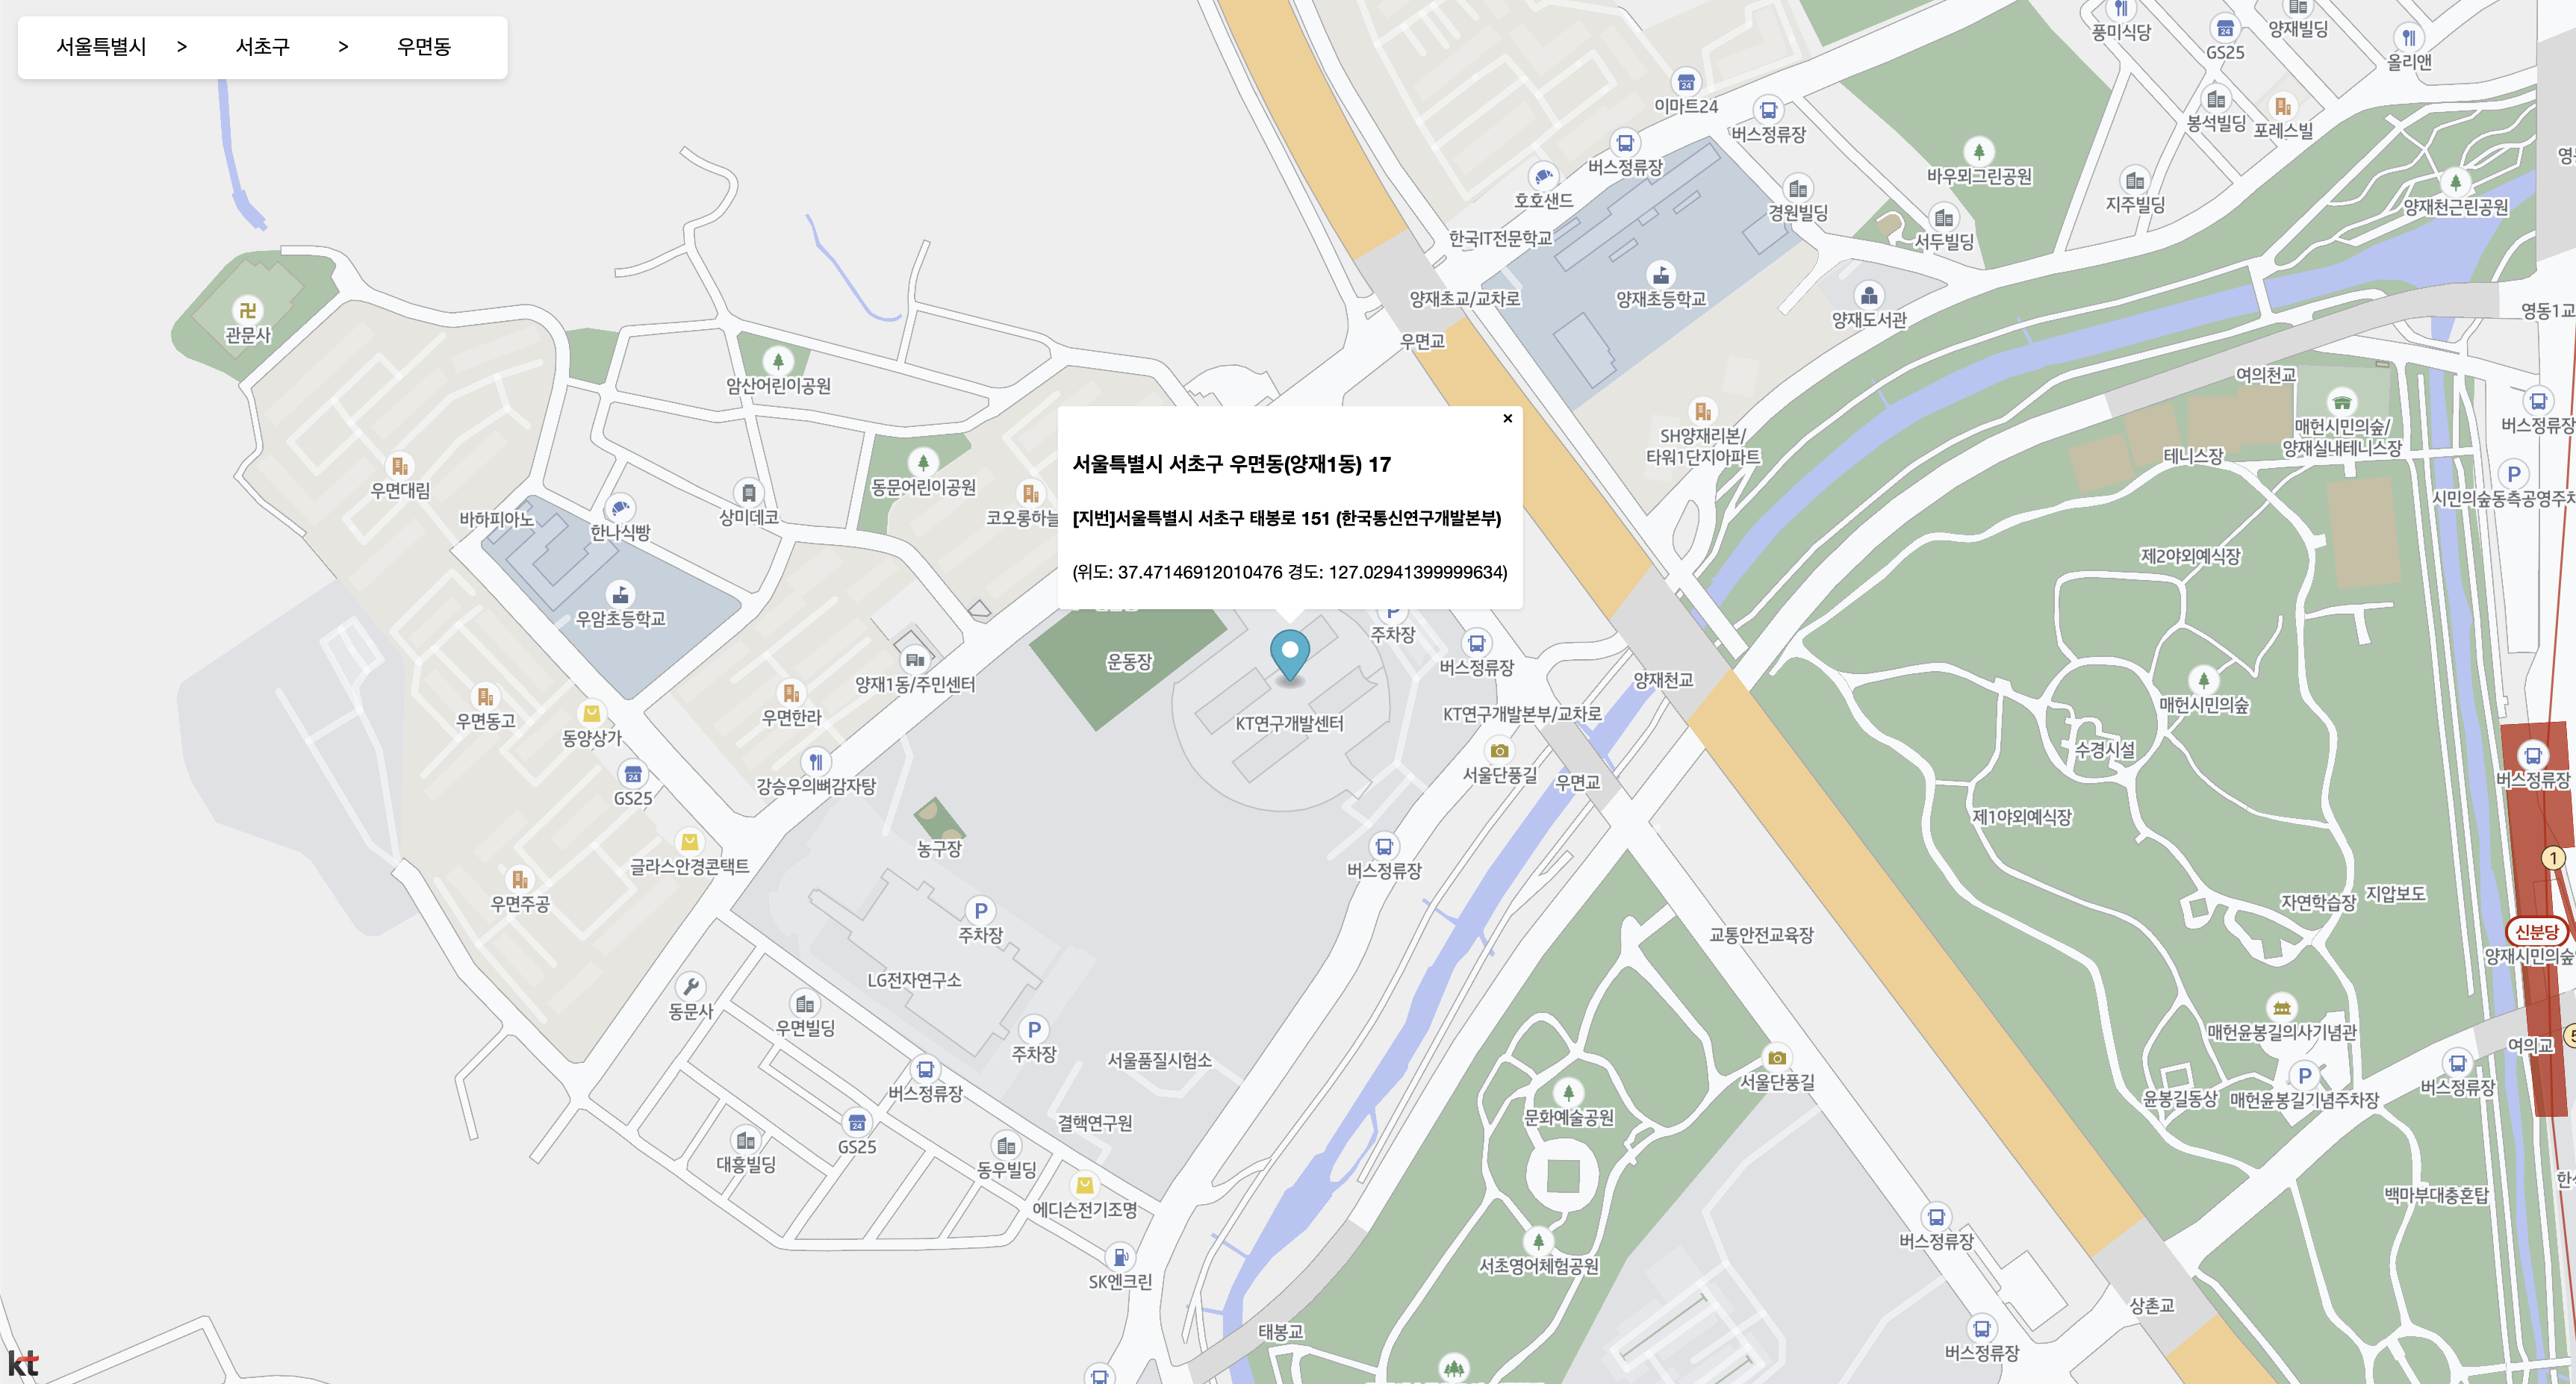 서울특별시 > 서초구 > 우면동
풍미식당
GS25
양재빌딩
올리앤
이마트24
버스정류장
버스정류장
봉석빌딩
포레스빌
호호샌드
바우뫼그린공원
경원빌딩
지주빌딩
양재천근린공원
한국IT전문학교
서두빌딩
양재초교/교차로
양재초등학교
양재도서관
영동1교
관문사
우면교
암산어린이공원
여의천교
버스정류장
매헌시민의숲/
양재실내테니스장
SH양재리본/
타워1단지아파트
테니스장
×
서울특별시 서초구 우면동(양재1동) 17
[지번]서울특별시 서초구 태봉로 151 (한국통신연구개발본부)
(위도: 37.47146912010476 경도: 127.02941399999634)
우면대림
동문어린이공원
바하피아노
한나식빵
상미데코
코오롱하늘
P
시민의숲동측공영주차
제2야외예식장
우암초등학교
P
주차장
운동장
버스정류장
양재1동/주민센터
양재천교
우면동고
우면한라
동양상가
KT연구개발센터
KT연구개발본부/교차로
매헌시민의숲
수경시설
강승우의뼈감자탕
GS25
서울단풍길
우면교
버스정류장
제1야외예식장
농구장
글라스안경콘택트
버스정류장
1
우면주공
P
주차장
자연학습장
지압보도
교통안전교육장
신분당
양재시민의숲
LG전자연구소
동문사
우면빌딩
P
주차장
서울품질시험소
매헌윤봉길의사기념관
여의교
5
버스정류장
서울단풍길
P
버스정류장
윤봉길동상
매헌윤봉길기념주차장
문화예술공원
결핵연구원
GS25
대흥빌딩
동우빌딩
에디슨전기조명
백마부대충혼탑
버스정류장
서초영어체험공원
SK엔크린
상촌교
태봉교
버스정류장
kt